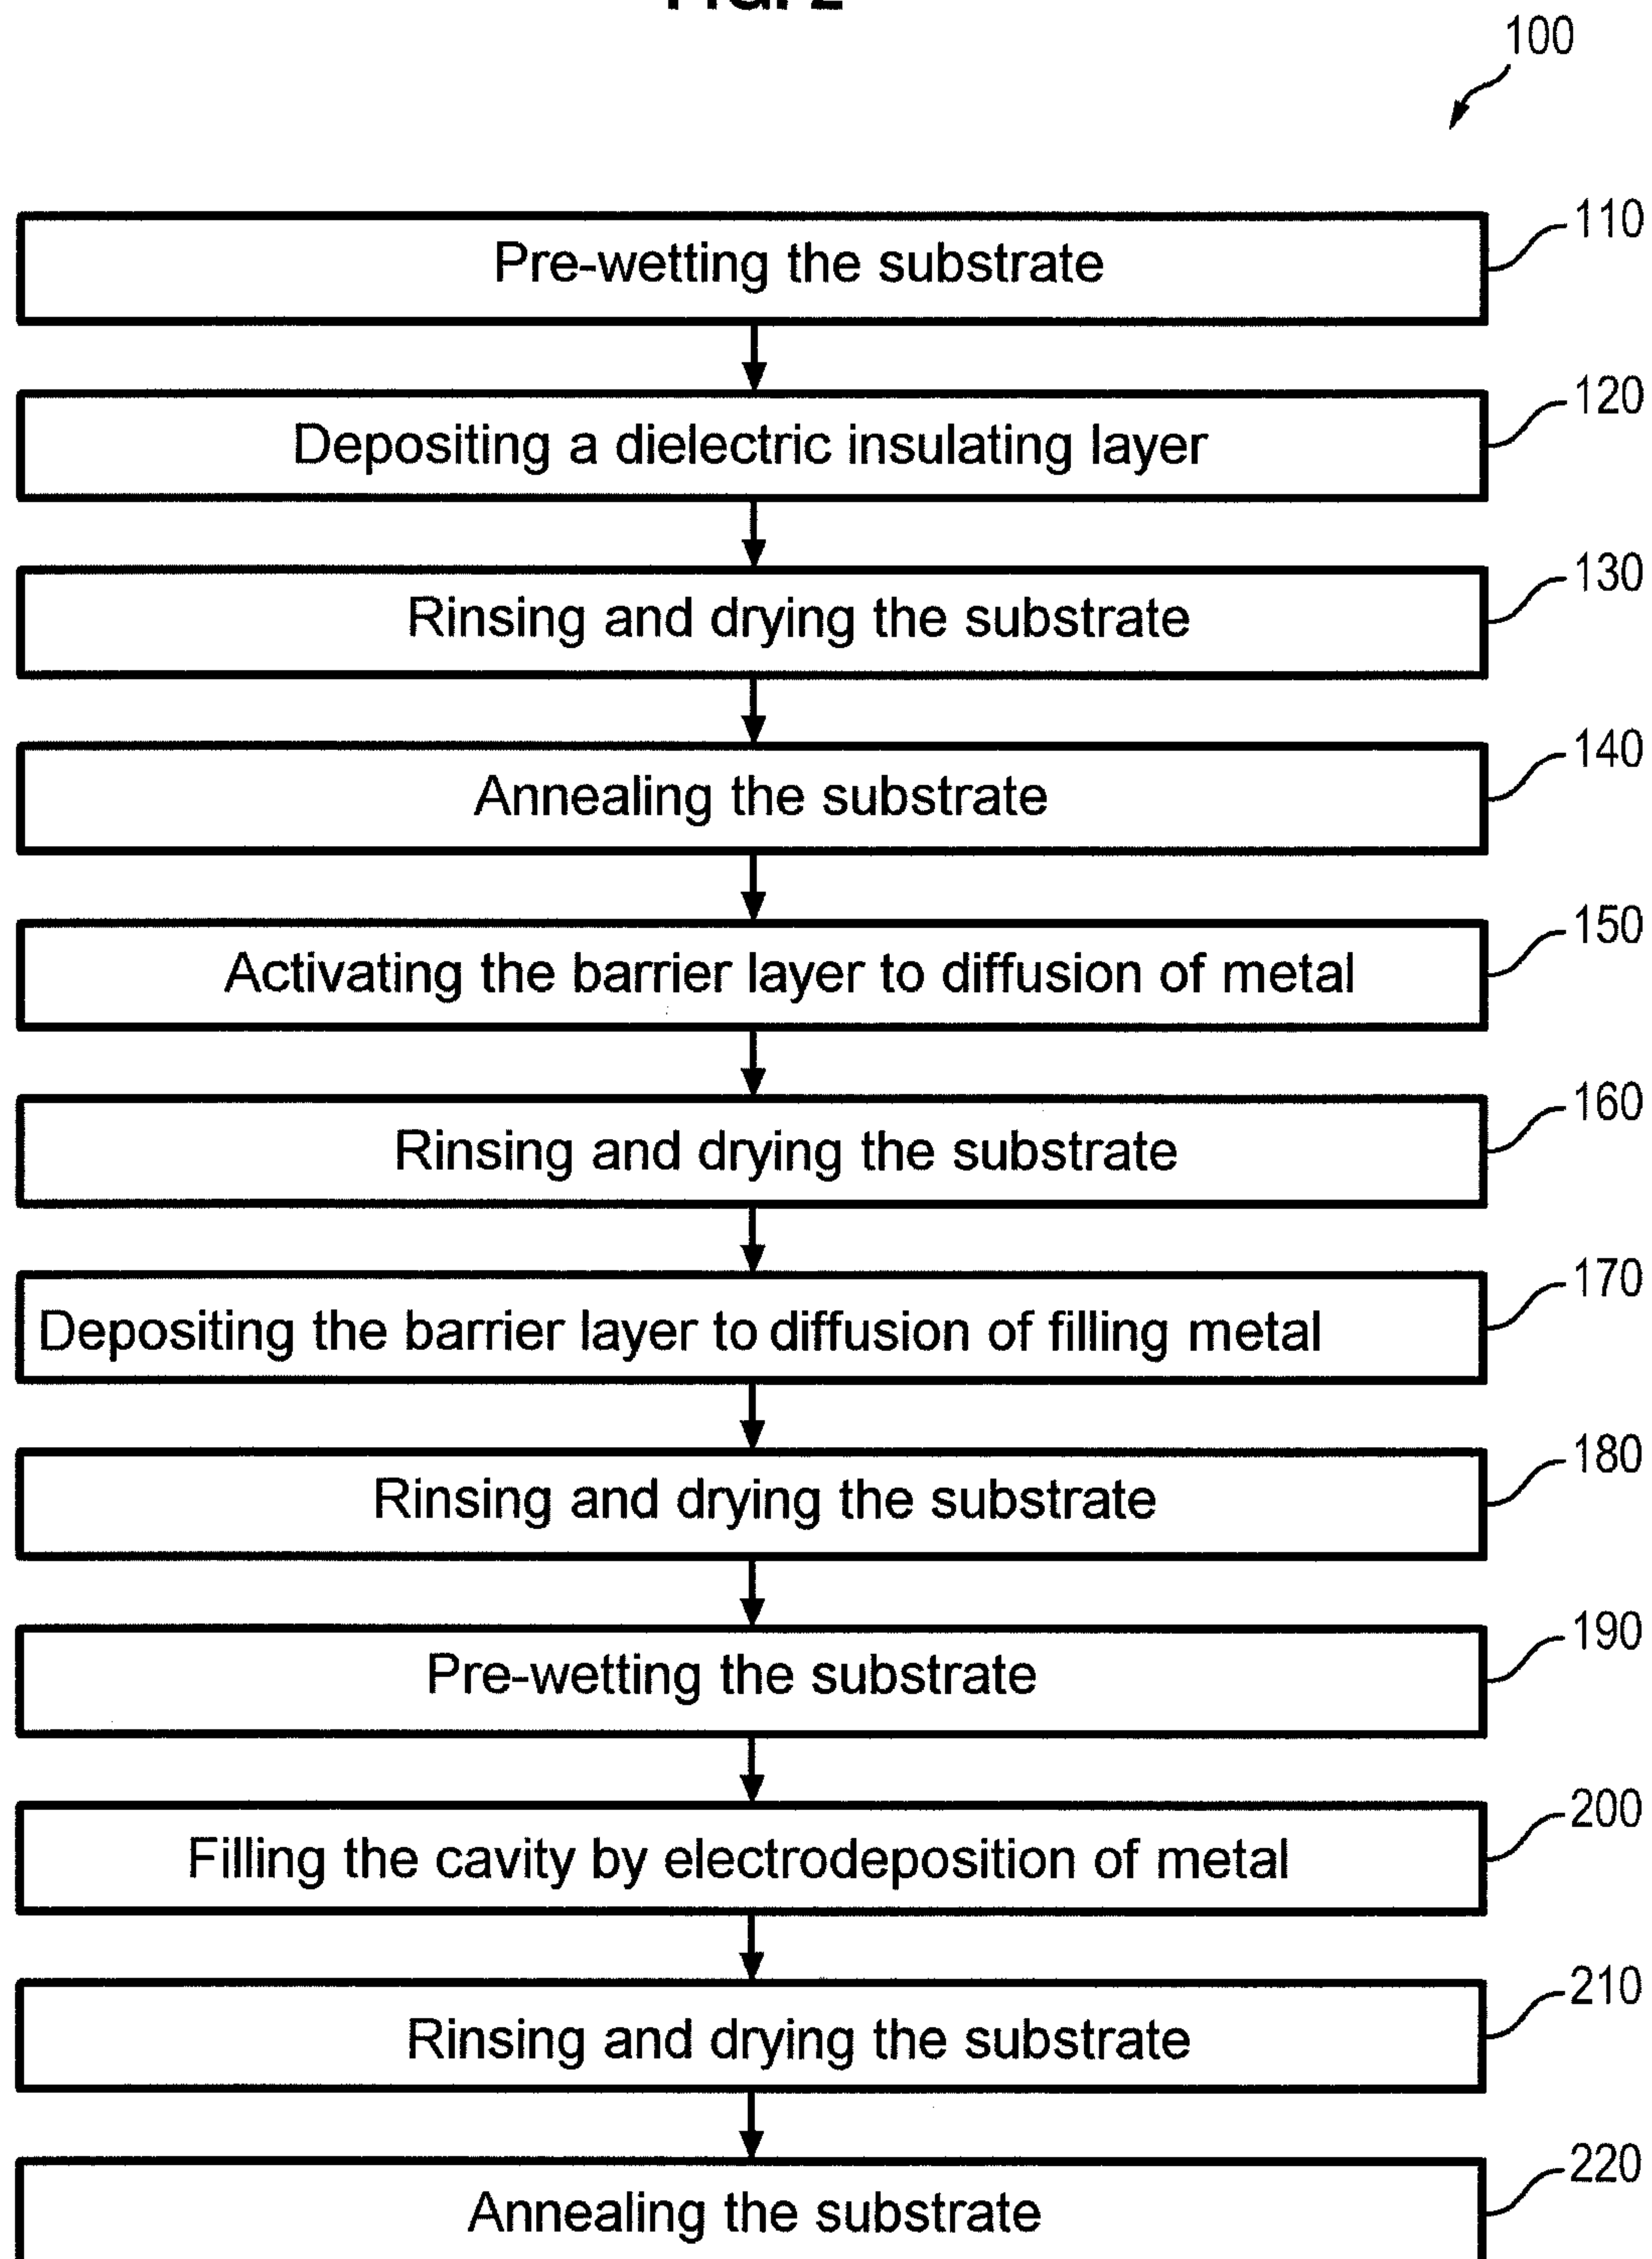 100
110
Pre-wetting the substrate
120
Depositing a dielectric insulating layer
130
Rinsing and drying the substrate
140
Annealing the substrate
150
Activating the barrier layer to diffusion of metal
160
Rinsing and drying the substrate
170
Depositing the barrier layer to diffusion of filling metal
180
Rinsing and drying the substrate
190
Pre-wetting the substrate
200
Filling the cavity by electrodeposition of metal
210
Rinsing and drying the substrate
220
Annealing the substrate